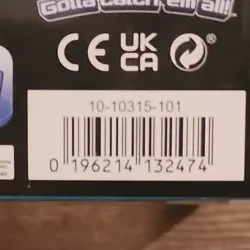 Gotta catch 'em all!
CE UK
CA
10-10315-101
0 196214 132474